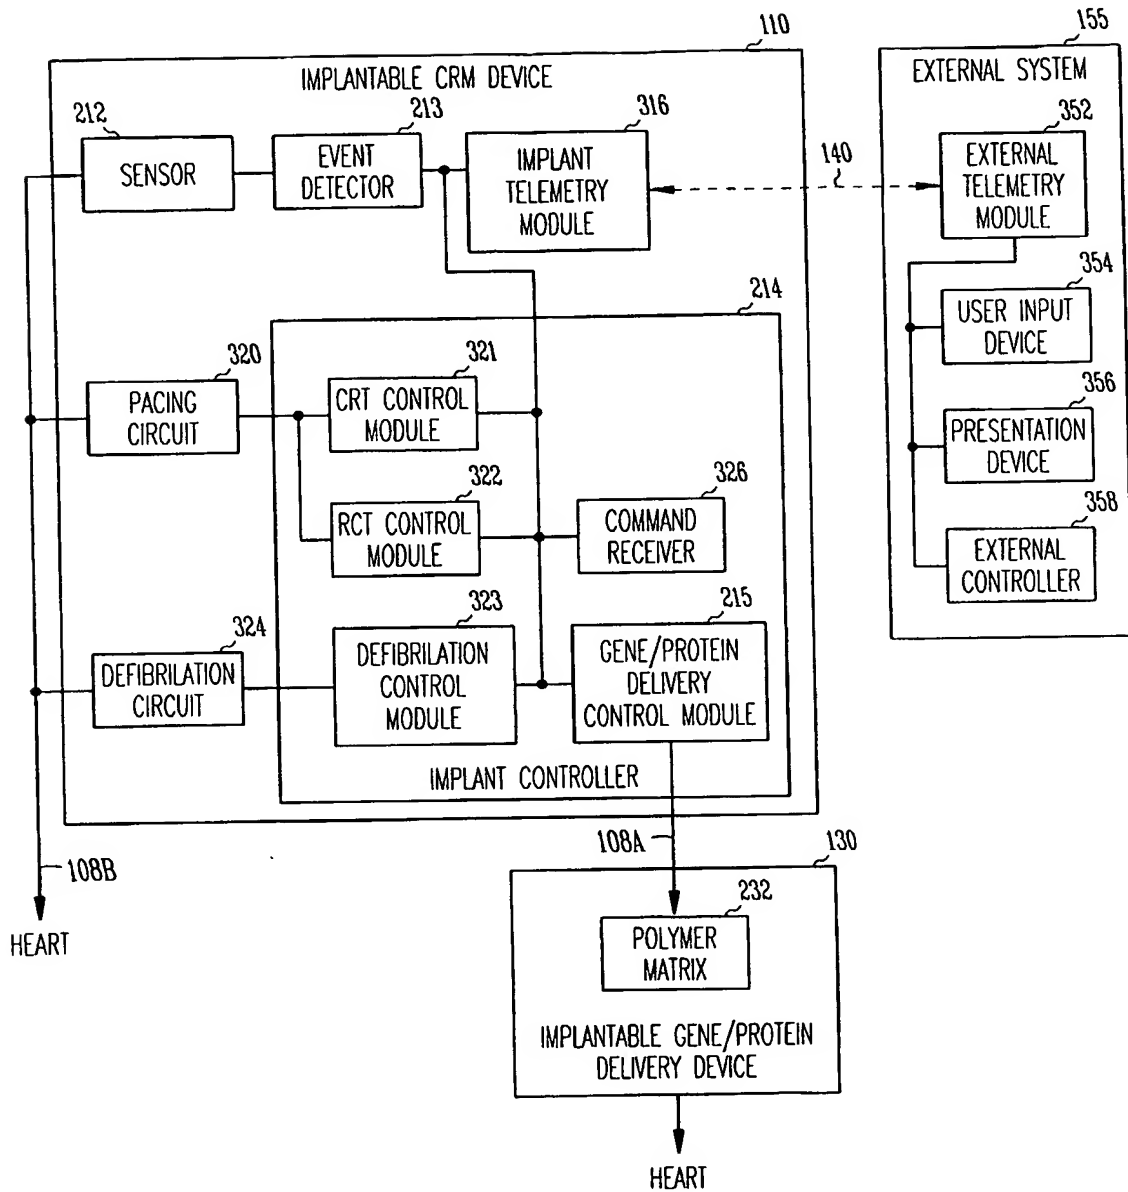 110
155
IMPLANTABLE CRM DEVICE
EXTERNAL SYSTEM
212
213
316
352
SENSOR
EVENT
DETECTOR
IMPLANT
TELEMETRY
MODULE
140
EXTERNAL
TELEMETRY
MODULE
354
USER INPUT
DEVICE
214
320
321
PACING
CIRCUIT
CRT CONTROL
MODULE
356
PRESENTATION
DEVICE
322
326
RCT CONTROL
MODULE
COMMAND
RECEIVER
358
EXTERNAL
CONTROLLER
324
323
215
DEFIBRILATION
CIRCUIT
DEFIBRILATION
CONTROL
MODULE
GENE/PROTEIN
DELIVERY
CONTROL MODULE
IMPLANT CONTROLLER
108B
108A
130
HEART
232
POLYMER
MATRIX
IMPLANTABLE GENE/PROTEIN
DELIVERY DEVICE
HEART